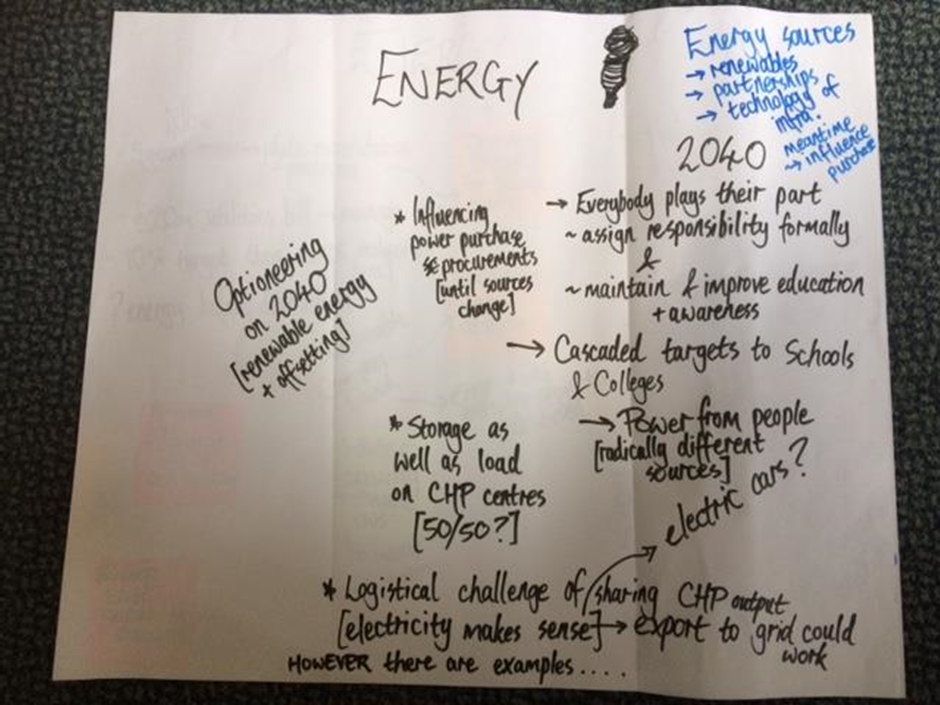 ENERGY
Energy sources
→ renewables
→ partnerships
→ technology of
infra.
meantime
→ influence
purchase
2040
→ Everybody plays their part
~ assign responsibility formally
&
~ maintain & improve education
+ awareness
→ Cascaded targets to Schools
& Colleges
→ Power from people
[radically different
sources]
* Influencing
power purchase
procurements
[until sources
change]
Optioneering
on 2040
[renewable energy
+ offsetting]
* Storage as
well as load
on CHP centres
[50/50?]
electric cars?
* Logistical challenge of sharing CHP output
[electricity makes sense] → export to grid could
work
HOWEVER there are examples....